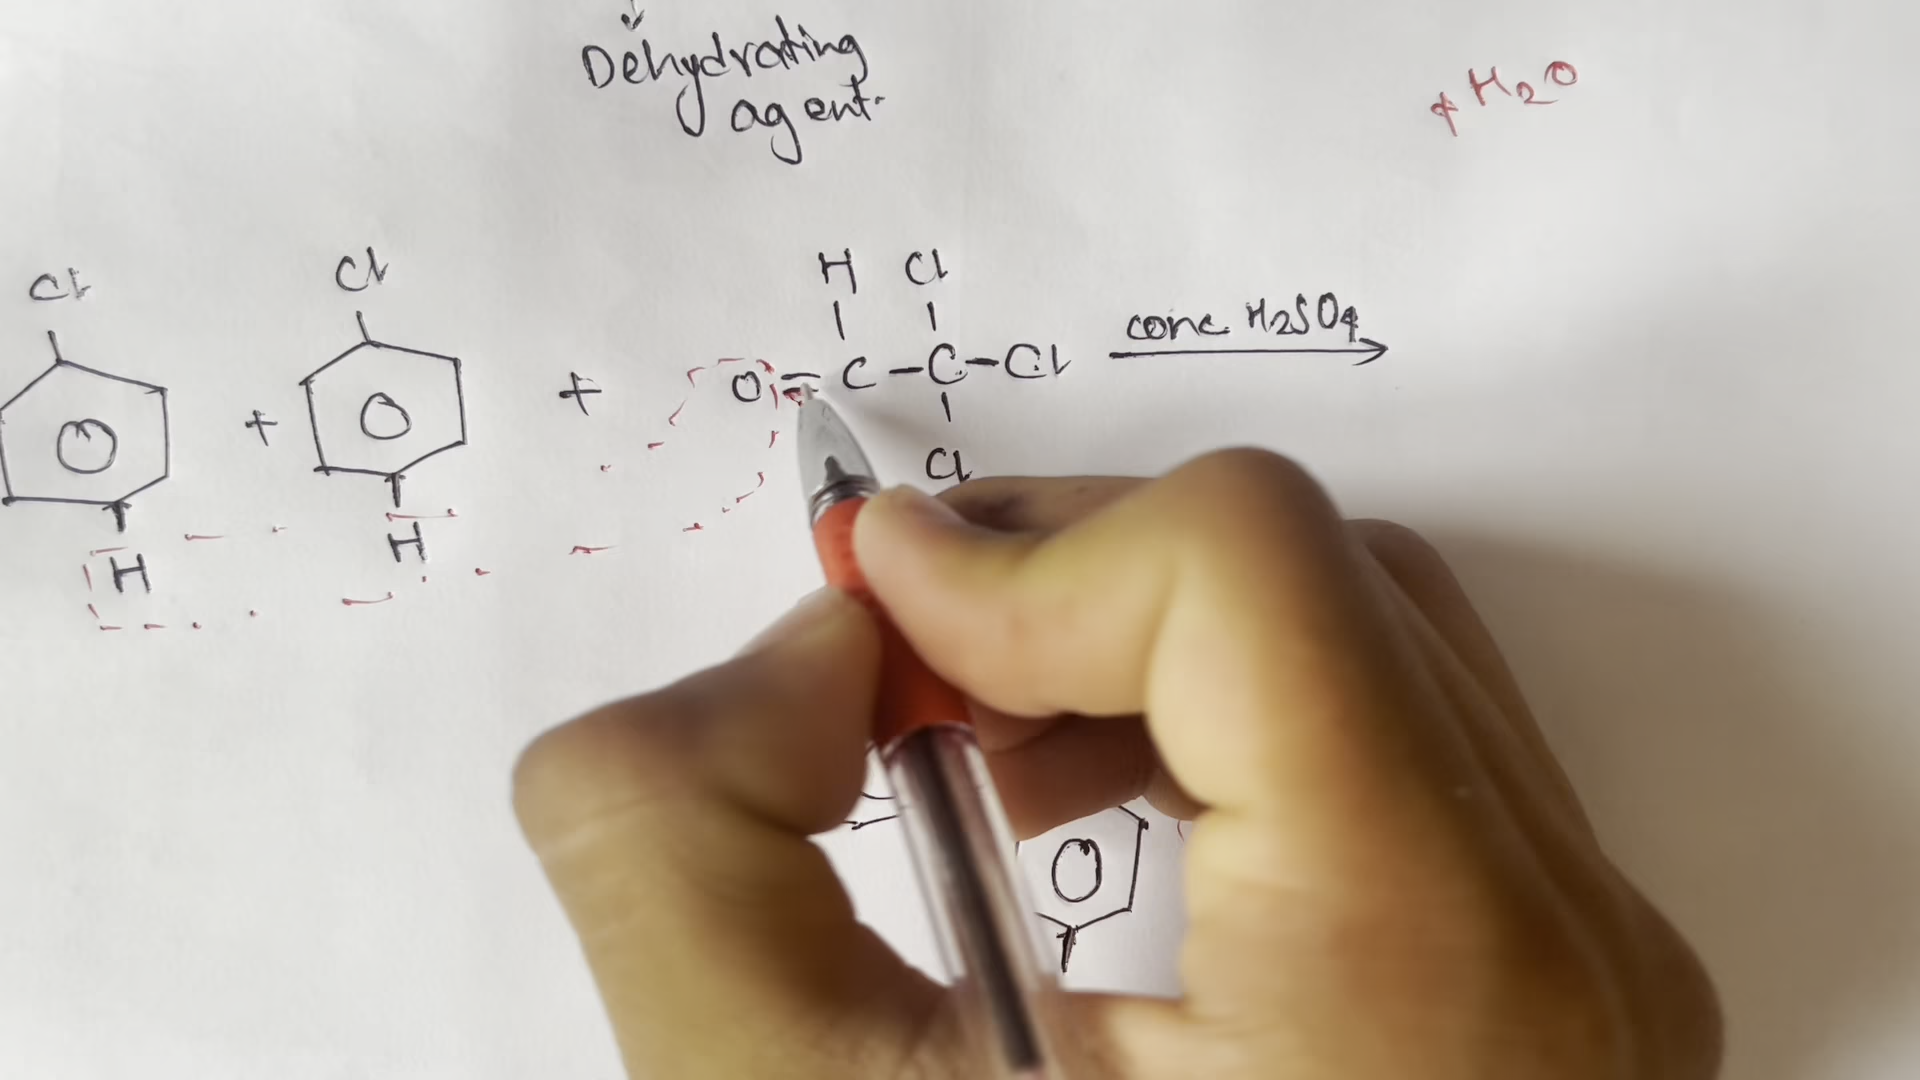 Dehydrating
agent.
+ H2O
Cl
Cl
H Cl
conc H2SO4
+
+
O = C - C - Cl
Cl
H
H